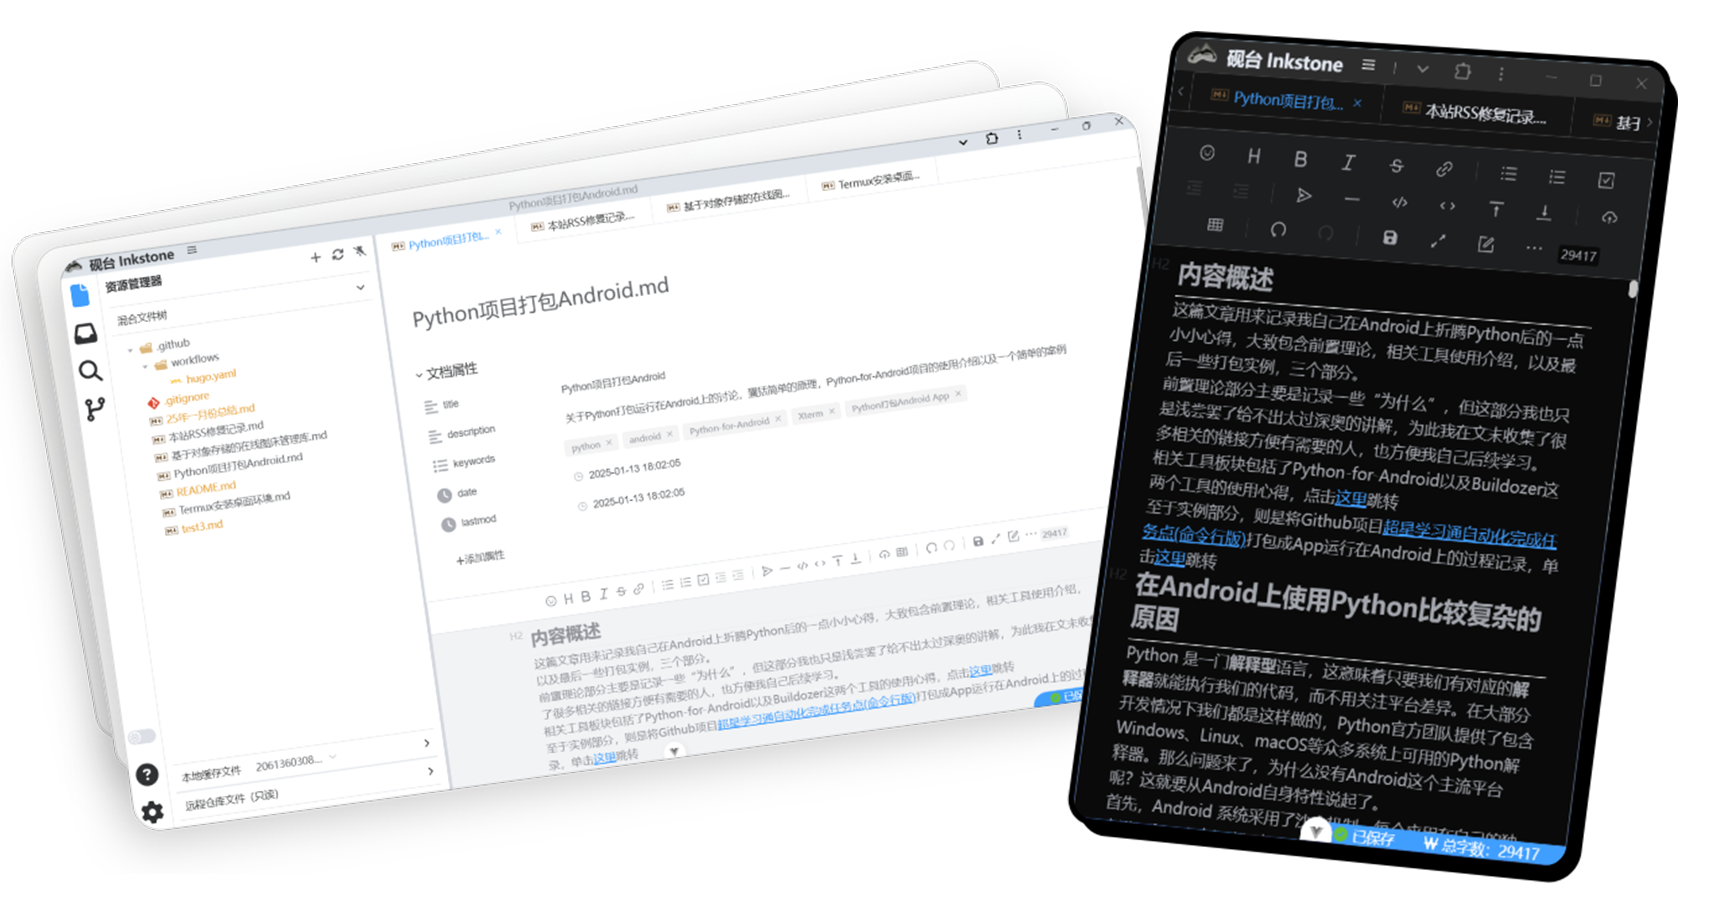 砚台 Inkstone
Python项目打包Android.md
资源管理器
混合文件树
.github
workflows
hugo.yaml
.gitignore
25年一月份总结.md
本站RSS修复记录.md
基于对象存储的在线图床管理库.md
Python项目打包Android.md
README.md
Termux安装桌面环境.md
test3.md
本地缓存文件 2061360308...
远程仓库文件（只读）
Python项目打包...
本站RSS修复记录...
基于对象存储的在线图...
Termux安装桌面...
Python项目打包Android.md
文档属性
title Python项目打包Android
description 关于Python打包运行在Android上的讨论，囊括简单的原理，Python-for-Android项目的使用介绍以及一个简单的案例
keywords python android Python-for-Android Xterm Python打包Android App
date 2025-01-13 18:02:05
lastmod 2025-01-13 18:02:05
+添加属性
29417
H2 内容概述
这篇文章用来记录我自己在Android上折腾Python后的一点小小心得，大致包含前置理论，相关工具使用介绍，
以及最后一些打包实例，三个部分。
前置理论部分主要是记录一些“为什么”，但这部分我也只是浅尝罢了给不出太过深奥的讲解，为此我在文末收集
了很多相关的链接方便有需要的人，也方便我自己后续学习。
相关工具板块包括了Python-for-Android以及Buildozer这两个工具的使用心得，点击这里跳转
至于实例部分，则是将Github项目超星学习通自动化完成任务点(命令行版)打包成App运行在Android上的过
录，单击这里跳转
已保
砚台 Inkstone
Python项目打包...
本站RSS修复记录...
基于
29417
H2 内容概述
这篇文章用来记录我自己在Android上折腾Python后的一点
小小心得，大致包含前置理论，相关工具使用介绍，以及最
后一些打包实例，三个部分。
前置理论部分主要是记录一些“为什么”，但这部分我也只
是浅尝罢了给不出太过深奥的讲解，为此我在文末收集了很
多相关的链接方便有需要的人，也方便我自己后续学习。
相关工具板块包括了Python-for-Android以及Buildozer这
两个工具的使用心得，点击这里跳转
至于实例部分，则是将Github项目超星学习通自动化完成任
务点(命令行版)打包成App运行在Android上的过程记录，单
击这里跳转
H2 在Android上使用Python比较复杂的
原因
Python 是一门解释型语言，这意味着只要我们有对应的解
释器就能执行我们的代码，而不用关注平台差异。在大部分
开发情况下我们都是这样做的，Python官方团队提供了包含
Windows、Linux、macOS等众多系统上可用的Python解
释器。那么问题来了，为什么没有Android这个主流平台
呢？这就要从Android自身特性说起了。
首先，Android 系统采用了沙盒机制，每个应用在自己的独
已保存 总字数：29417